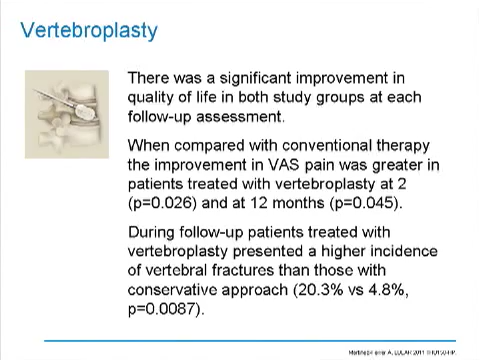 Vertebroplasty
There was a significant improvement in
quality of life in both study groups at each
follow-up assessment.
When compared with conventional therapy
the improvement in VAS pain was greater in
patients treated with vertebroplasty at 2
(p=0.026) and at 12 months (p=0.045).
During follow-up patients treated with
vertebroplasty presented a higher incidence
of vertebral fractures than those with
conservative approach (20.3% vs 4.8%,
p=0.0087).
A, EULAR 2011